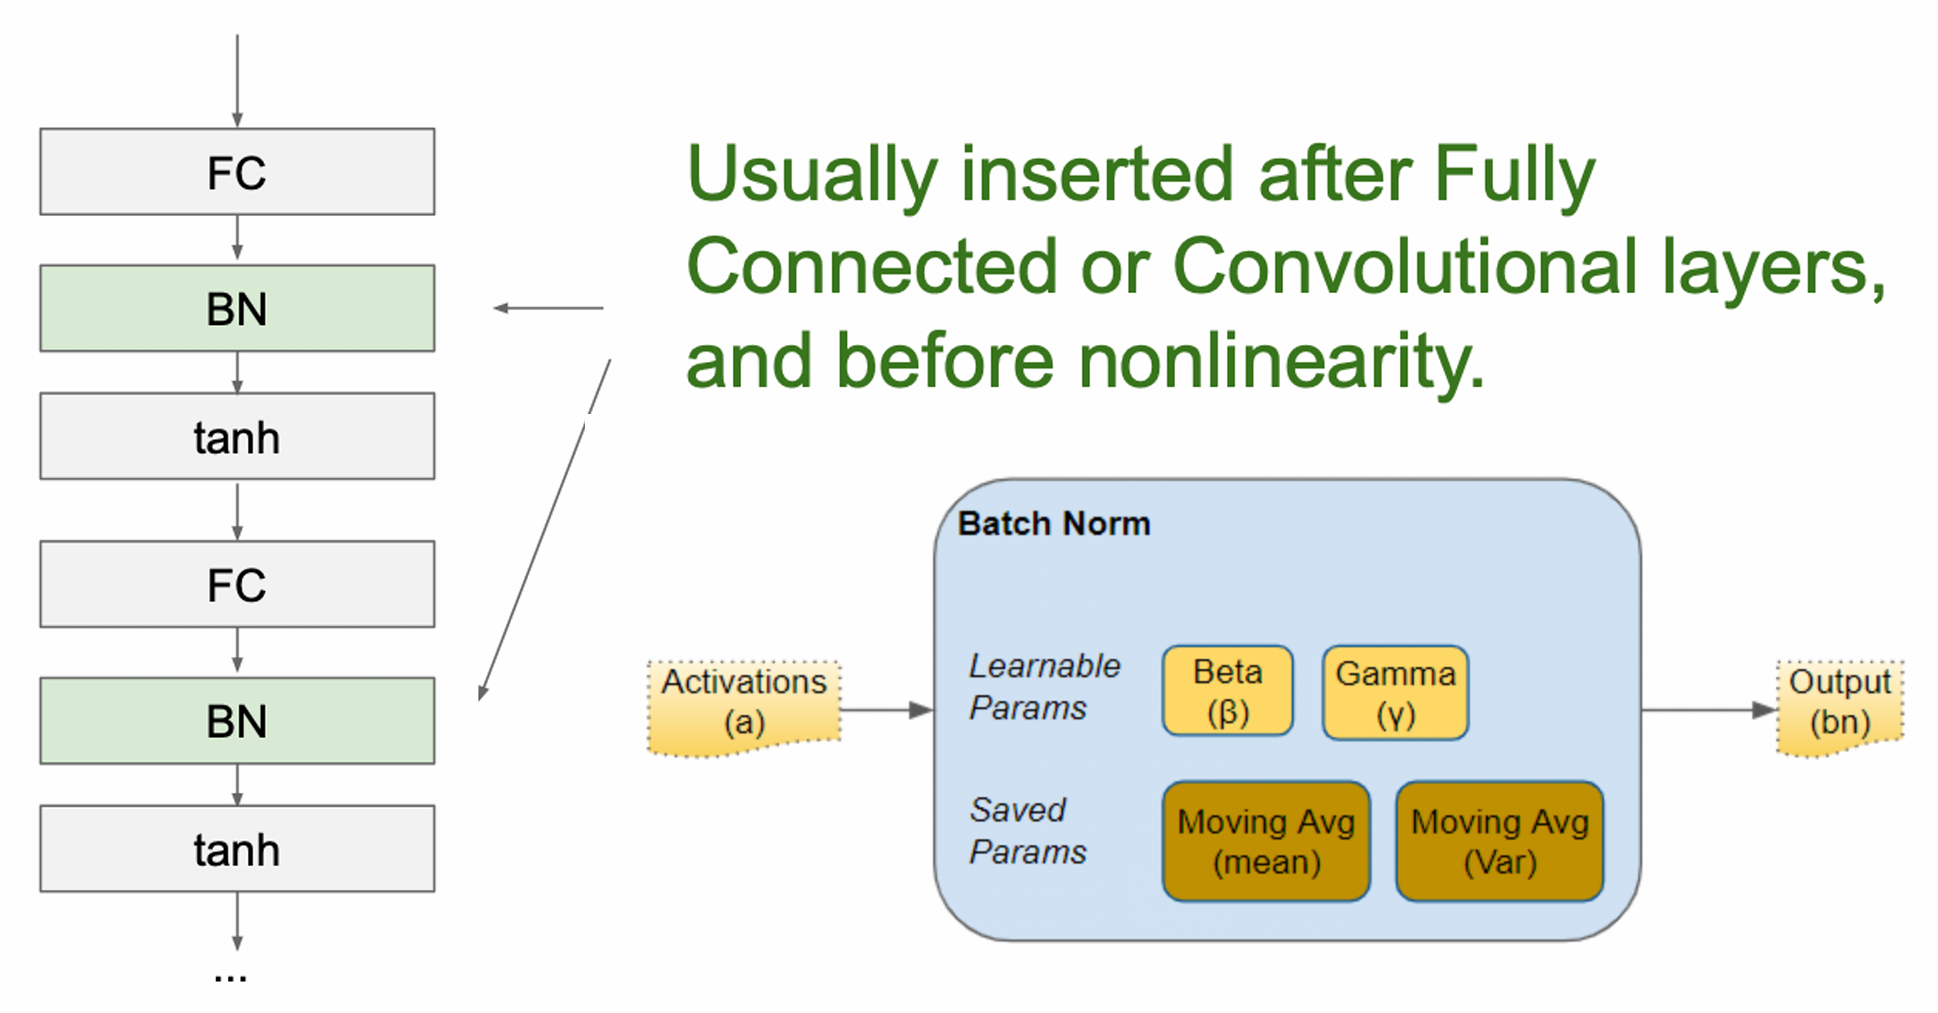 FC
BN
tanh
FC
BN
tanh
...
Usually inserted after Fully
Connected or Convolutional layers,
and before nonlinearity.
Batch Norm
Activations
(a)
Learnable
Params
Beta
(β)
Gamma
(γ)
Saved
Params
Moving Avg
(mean)
Moving Avg
(Var)
Output
(bn)